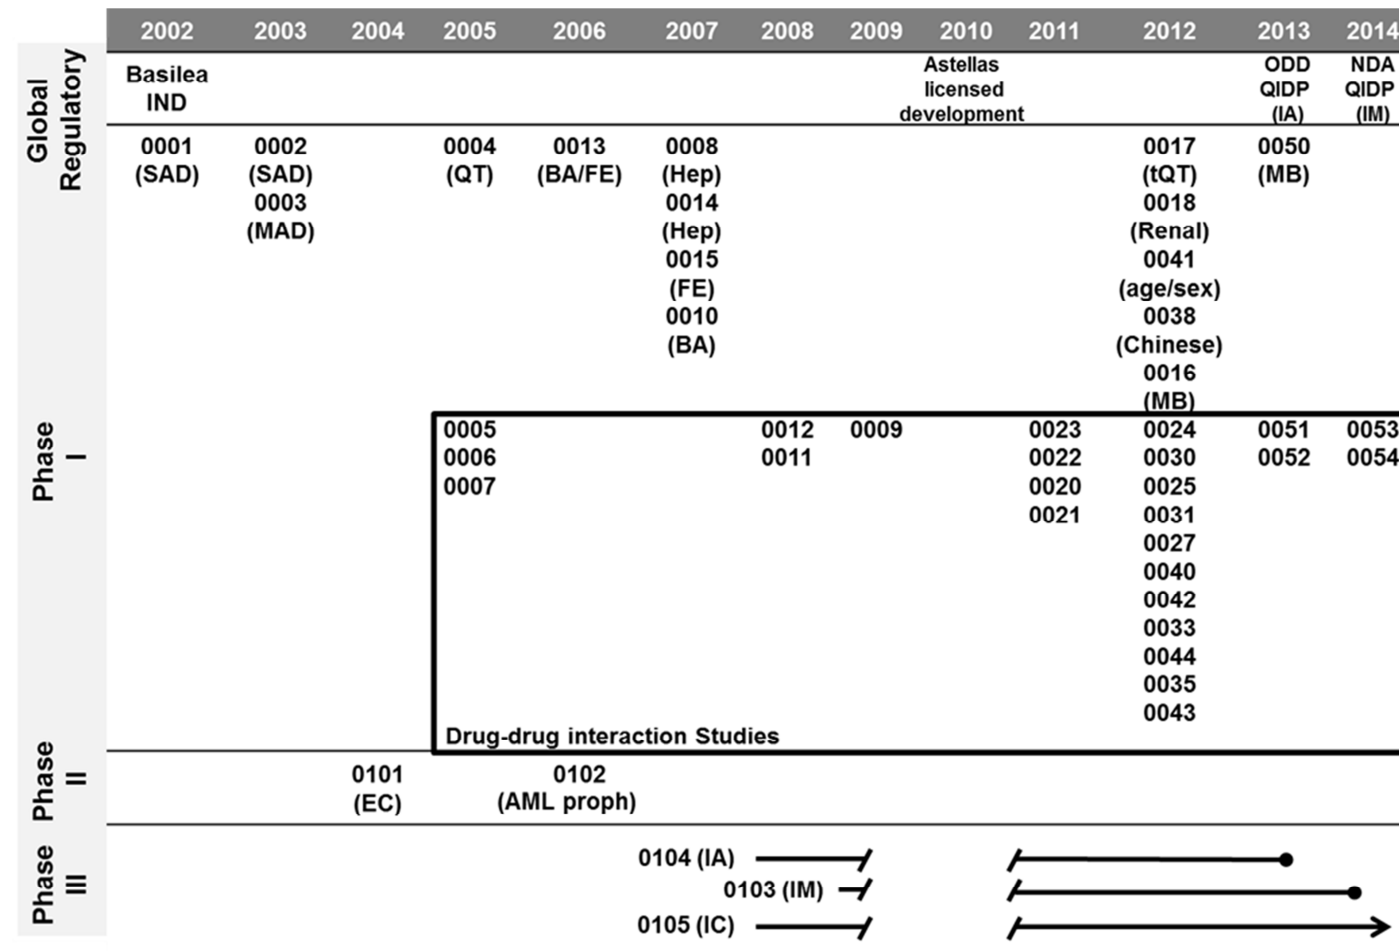 2002 2003 2004 2005 2006 2007 2008 2009 2010 2011 2012 2013 2014
Global
Regulatory
Basilea
IND
Astellas
licensed
development
ODD
QIDP
(IA)
NDA
QIDP
(IM)
Phase
I
0001
(SAD)
0002
(SAD)
0003
(MAD)
0004
(QT)
0013
(BA/FE)
0008
(Hep)
0014
(Hep)
0015
(FE)
0010
(BA)
0017
(tQT)
0018
(Renal)
0041
(age/sex)
0038
(Chinese)
0016
(MB)
0050
(MB)
0005
0006
0007
0012
0011
0009
0023
0022
0020
0021
0024
0030
0025
0031
0027
0040
0042
0033
0044
0035
0043
0051
0052
0053
0054
Drug-drug interaction Studies
Phase
II
0101
(EC)
0102
(AML proph)
Phase
III
0104 (IA)
0103 (IM)
0105 (IC)